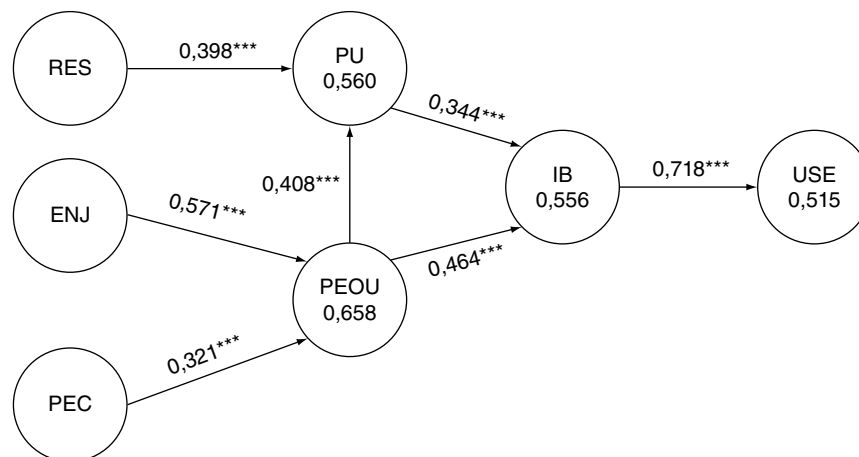 RES
0,398***
PU
0,560
0,344***
IB
0,556
0,718***
USE
0,515
ENJ
0,571***
0,408***
0,464***
PEOU
0,658
0,321***
PEC